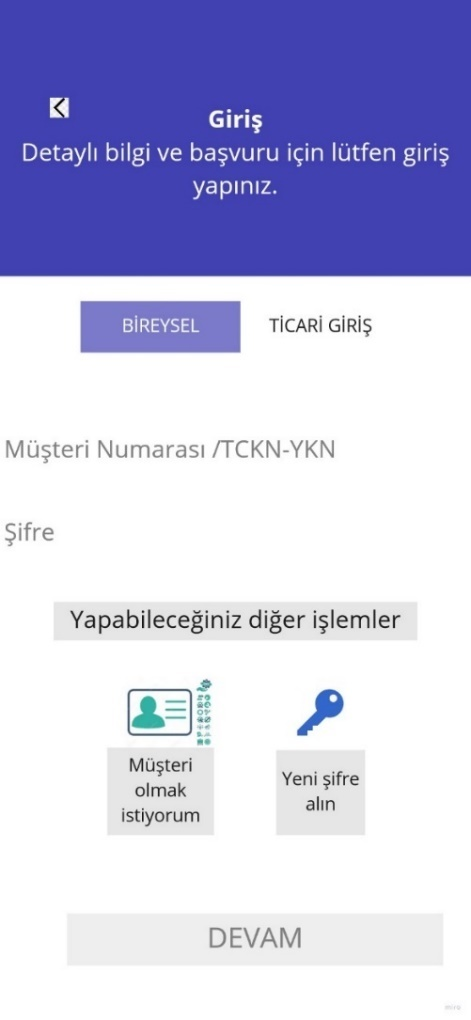 Giriş
Detaylı bilgi ve başvuru için lütfen giriş
yapınız.
BİREYSEL
TİCARİ GİRİŞ
Müşteri Numarası /TCKN-YKN
Şifre
Yapabileceğiniz diğer işlemler
Müşteri
olmak
istiyorum
Yeni şifre
alın
DEVAM